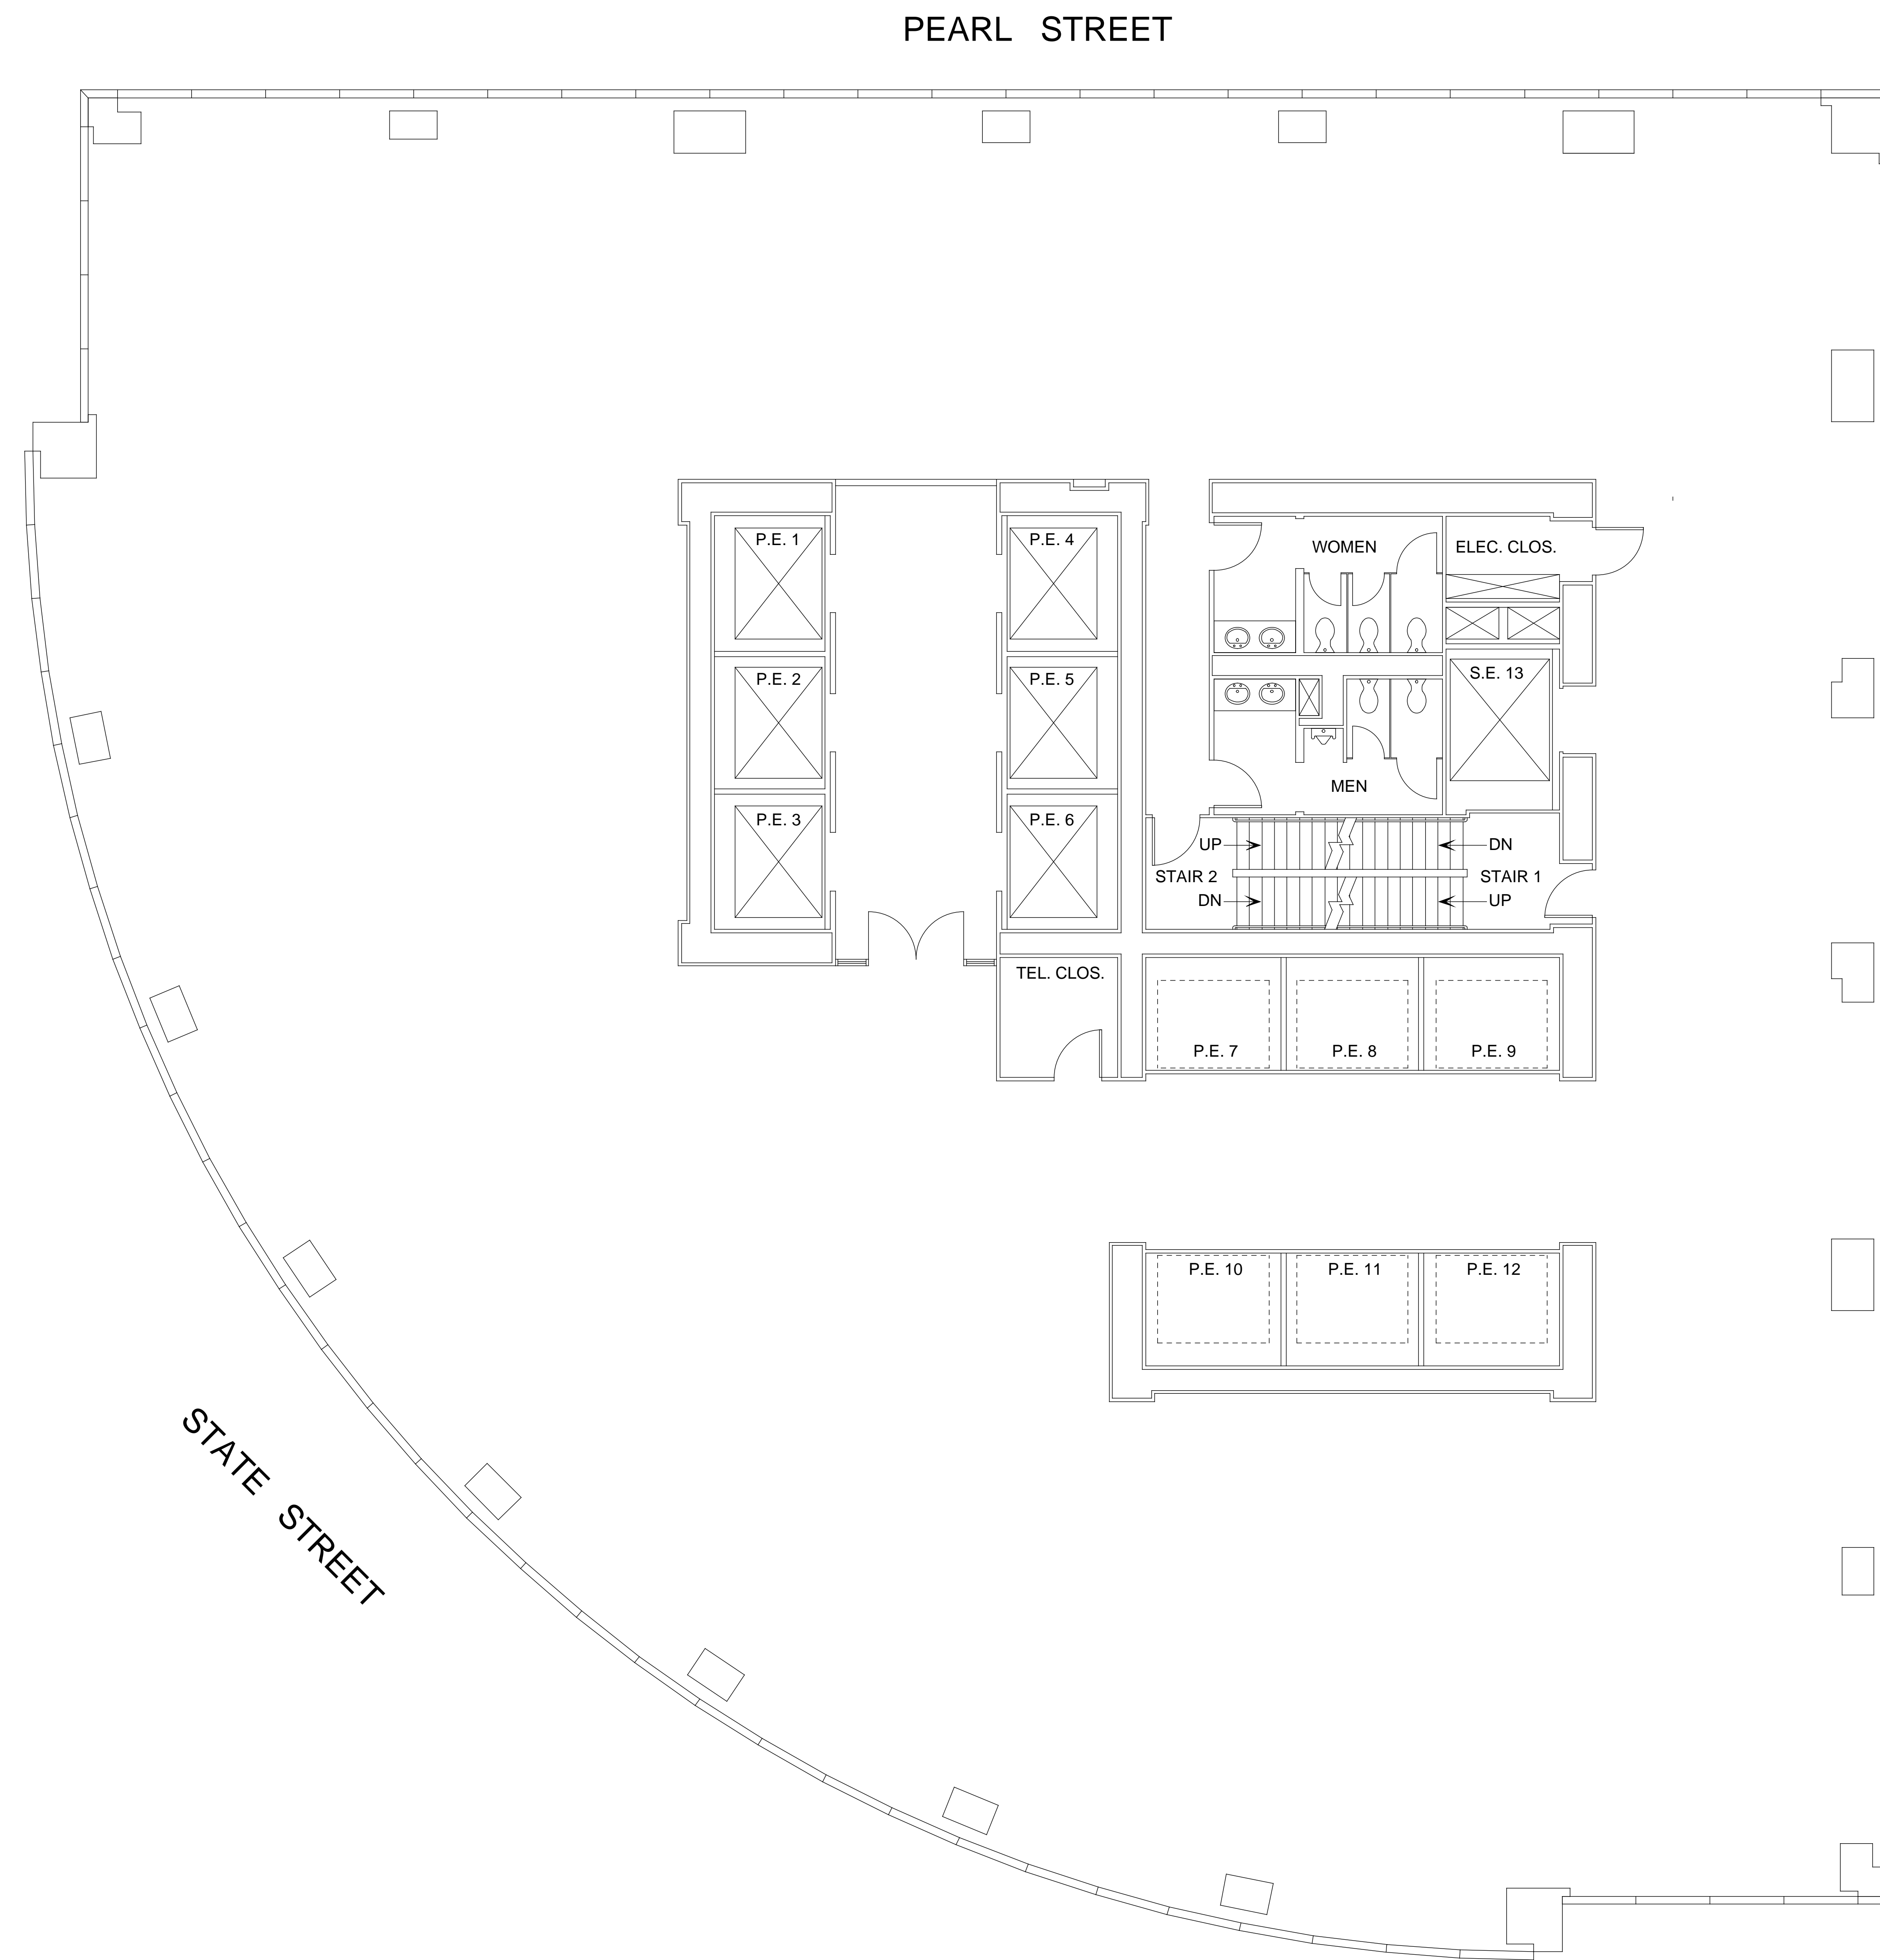 PEARL STREET
P.E. 1
P.E. 4
WOMEN
ELEC. CLOS.
P.E. 2
P.E. 5
S.E. 13
MEN
P.E. 3
P.E. 6
UP
DN
STAIR 2
STAIR 1
DN
UP
TEL. CLOS.
P.E. 7
P.E. 8
P.E. 9
P.E. 10
P.E. 11
P.E. 12
STATE STREET